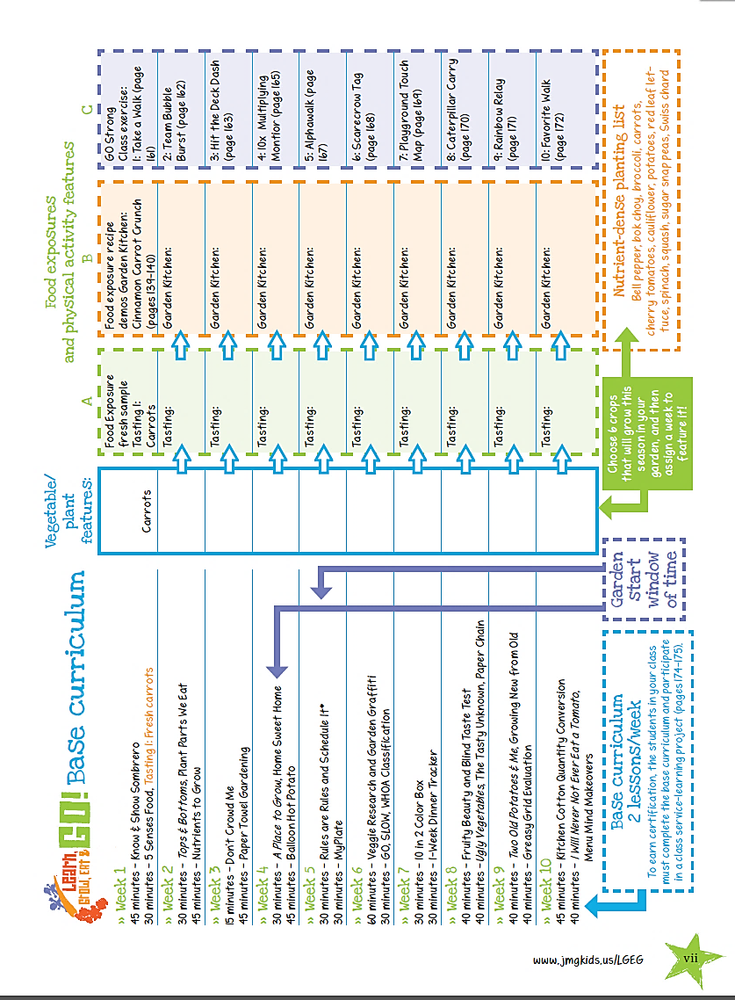 Learn,
Grow, Eat &
GO! Base curriculum
Vegetable/
plant
features:
Food exposures
and physical activity features
A
B
C
» Week 1
45 minutes – Know & Show Sombrero
30 minutes – 5 Senses Food, Tasting 1: Fresh carrots
Carrots
Food Exposure
fresh sample
Tasting 1:
Carrots
Food exposure recipe
demos Garden Kitchen:
Cinnamon Carrot Crunch
(pages 139-140)
GO Strong
Class exercise:
1: Take a Walk (page
161)
» Week 2
30 minutes – Tops & Bottoms, Plant Parts We Eat
45 minutes – Nutrients to Grow
Tasting:
Garden Kitchen:
2: Team Bubble
Burst (page 162)
» Week 3
15 minutes – Don't Crowd Me
45 minutes – Paper Towel Gardening
Tasting:
Garden Kitchen:
3: Hit the Deck Dash
(page 163)
» Week 4
30 minutes – A Place to Grow, Home Sweet Home
45 minutes – Balloon Hot Potato
Tasting:
Garden Kitchen:
4: 10x Multiplying
Montior (page 165)
» Week 5
30 minutes – Rules are Rules and Schedule It*
30 minutes – MyPlate
Tasting:
Garden Kitchen:
5: Alphawalk (page
167)
» Week 6
60 minutes – Veggie Research and Garden Graffiti
30 minutes – GO, SLOW, WHOA Classification
Tasting:
Garden Kitchen:
6: Scarecrow Tag
(page 168)
» Week 7
30 minutes – 10 in 2 Color Box
30 minutes – 1-Week Dinner Tracker
Tasting:
Garden Kitchen:
7: Playground Touch
Map (page 169)
» Week 8
40 minutes – Fruity Beauty and Blind Taste Test
40 minutes – Ugly Vegetables, The Tasty Unknown, Paper Chain
Tasting:
Garden Kitchen:
8: Caterpillar Carry
(page 170)
» Week 9
40 minutes – Two Old Potatoes & Me, Growing New from Old
40 minutes – Greasy Grid Evaluation
Tasting:
Garden Kitchen:
9: Rainbow Relay
(page 171)
» Week 10
45 minutes – Kitchen Cotton Quantity Conversion
40 minutes – I Will Never Not Ever Eat a Tomato,
Menu Mind Makeovers
Tasting:
Garden Kitchen:
10: Favorite Walk
(page 172)
Base curriculum
2 lessons/week
To earn certification, the students in your class
must complete the base curriculum and participate
in a class service-learning project (pages 174-175).
Garden
start
window
of time
Choose 6 crops
that will grow this
season in your
garden, and then
assign a week to
feature it!
Nutrient-dense planting list
Bell pepper, bok choy, broccoli, carrots,
cherry tomatoes, cauliflower, potatoes, red leaf let-
tuce, spinach, squash, sugar snap peas, Swiss chard
www.jmgkids.us/LGEG
vii